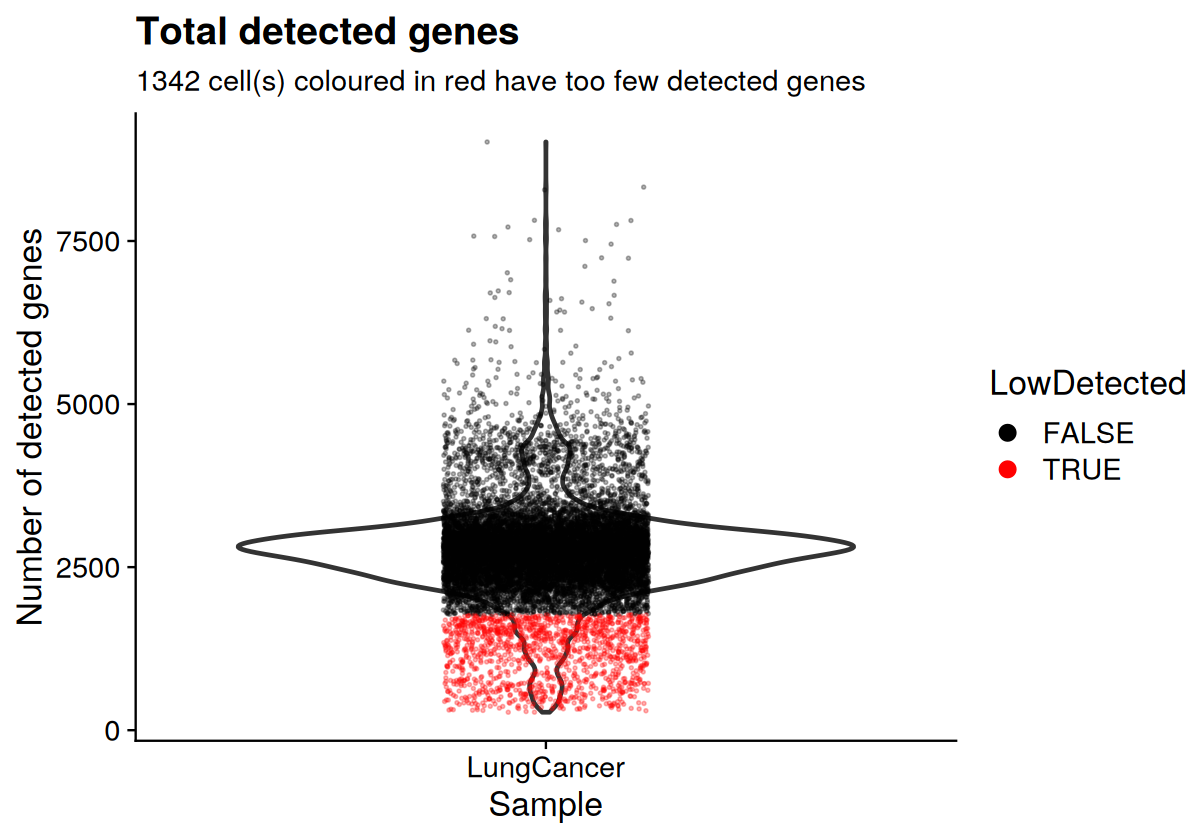 Total detected genes
1342 cell(s) coloured in red have too few detected genes
Number of detected genes
7500
5000
2500
0
LungCancer
Sample
LowDetected
FALSE
TRUE